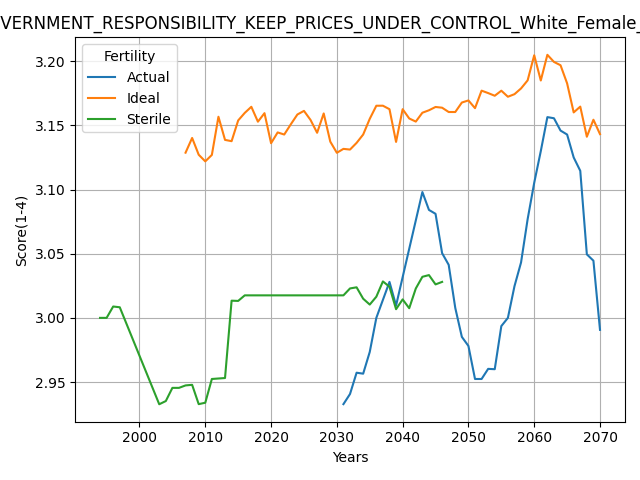 VERNMENT_RESPONSIBILITY_KEEP_PRICES_UNDER_CONTROL_White_Female_
Fertility
Actual
Ideal
Sterile
3.20
3.15
3.10
3.05
3.00
2.95
Score(1-4)
2000 2010 2020 2030 2040 2050 2060 2070
Years